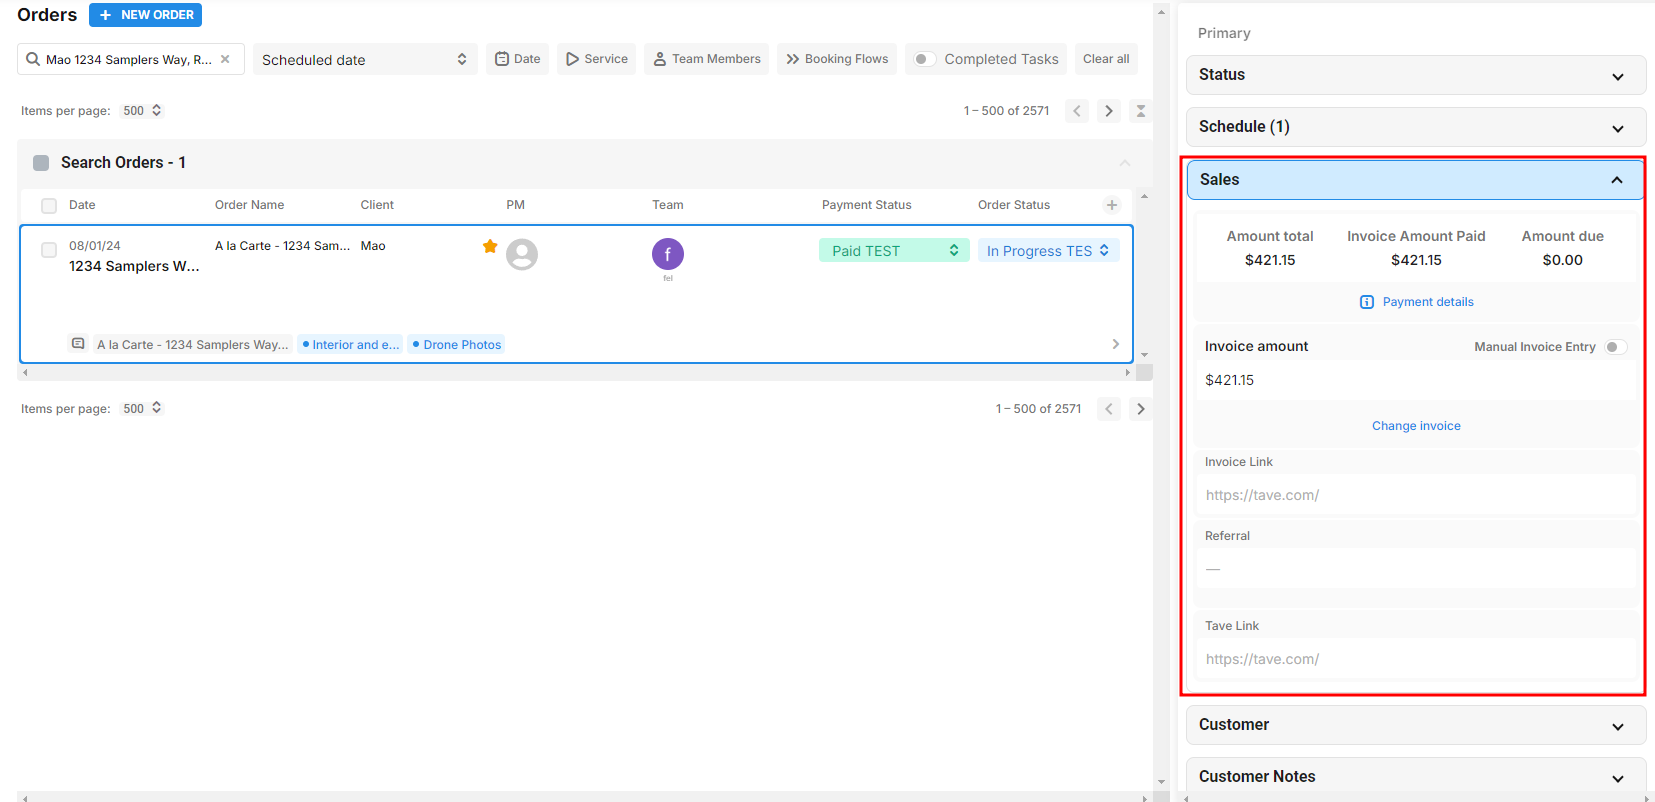 Orders
+ NEW ORDER
Mao 1234 Samplers Way, R... ×
Scheduled date
Date
Service
Team Members
Booking Flows
Completed Tasks
Clear all
Items per page: 500
1 – 500 of 2571
Search Orders - 1
Date Order Name Client PM Team Payment Status Order Status +
08/01/24
1234 Samplers W...
A la Carte - 1234 Sam...
Mao
f
fel
Paid TEST
In Progress TES
A la Carte - 1234 Samplers Way...
Interior and e...
Drone Photos
Items per page: 500
1 – 500 of 2571
Primary
Status
Schedule (1)
Sales
Amount total Invoice Amount Paid Amount due
$421.15 $421.15 $0.00
Payment details
Invoice amount
Manual Invoice Entry
$421.15
Change invoice
Invoice Link
https://tave.com/
Referral
—
Tave Link
https://tave.com/
Customer
Customer Notes